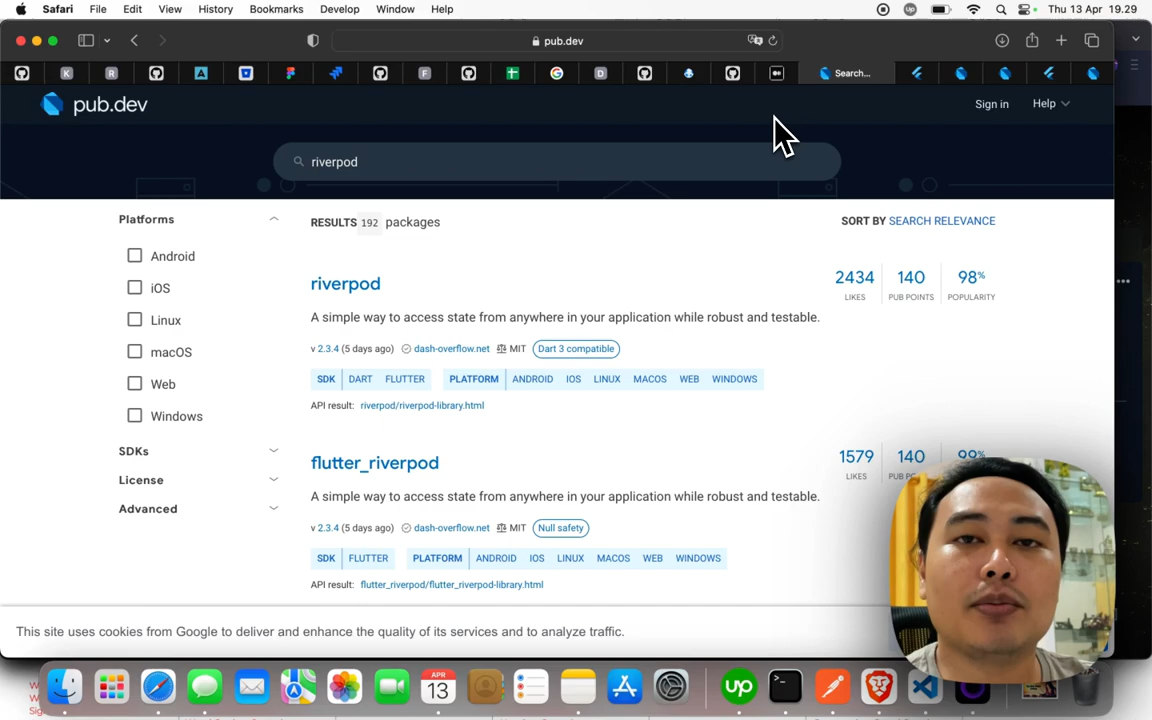 Safari File Edit View History Bookmarks Develop Window Help
Up
Thu 13 Apr 19.29
pub.dev
K R F D Search...
pub.dev
Sign in Help
riverpod
Platforms
Android
iOS
Linux
macOS
Web
Windows
SDKs
License
Advanced
RESULTS 192 packages
SORT BY SEARCH RELEVANCE
riverpod
2434 LIKES
140 PUB POINTS
98% POPULARITY
A simple way to access state from anywhere in your application while robust and testable.
v 2.3.4 (5 days ago) dash-overflow.net MIT Dart 3 compatible
SDK DART FLUTTER PLATFORM ANDROID IOS LINUX MACOS WEB WINDOWS
API result: riverpod/riverpod-library.html
flutter_riverpod
1579 LIKES
140 PUB
99%
A simple way to access state from anywhere in your application while robust and testable.
v 2.3.4 (5 days ago) dash-overflow.net MIT Null safety
SDK FLUTTER PLATFORM ANDROID IOS LINUX MACOS WEB WINDOWS
API result: flutter_riverpod/flutter_riverpod-library.html
This site uses cookies from Google to deliver and enhance the quality of its services and to analyze traffic.
APR
13
Up